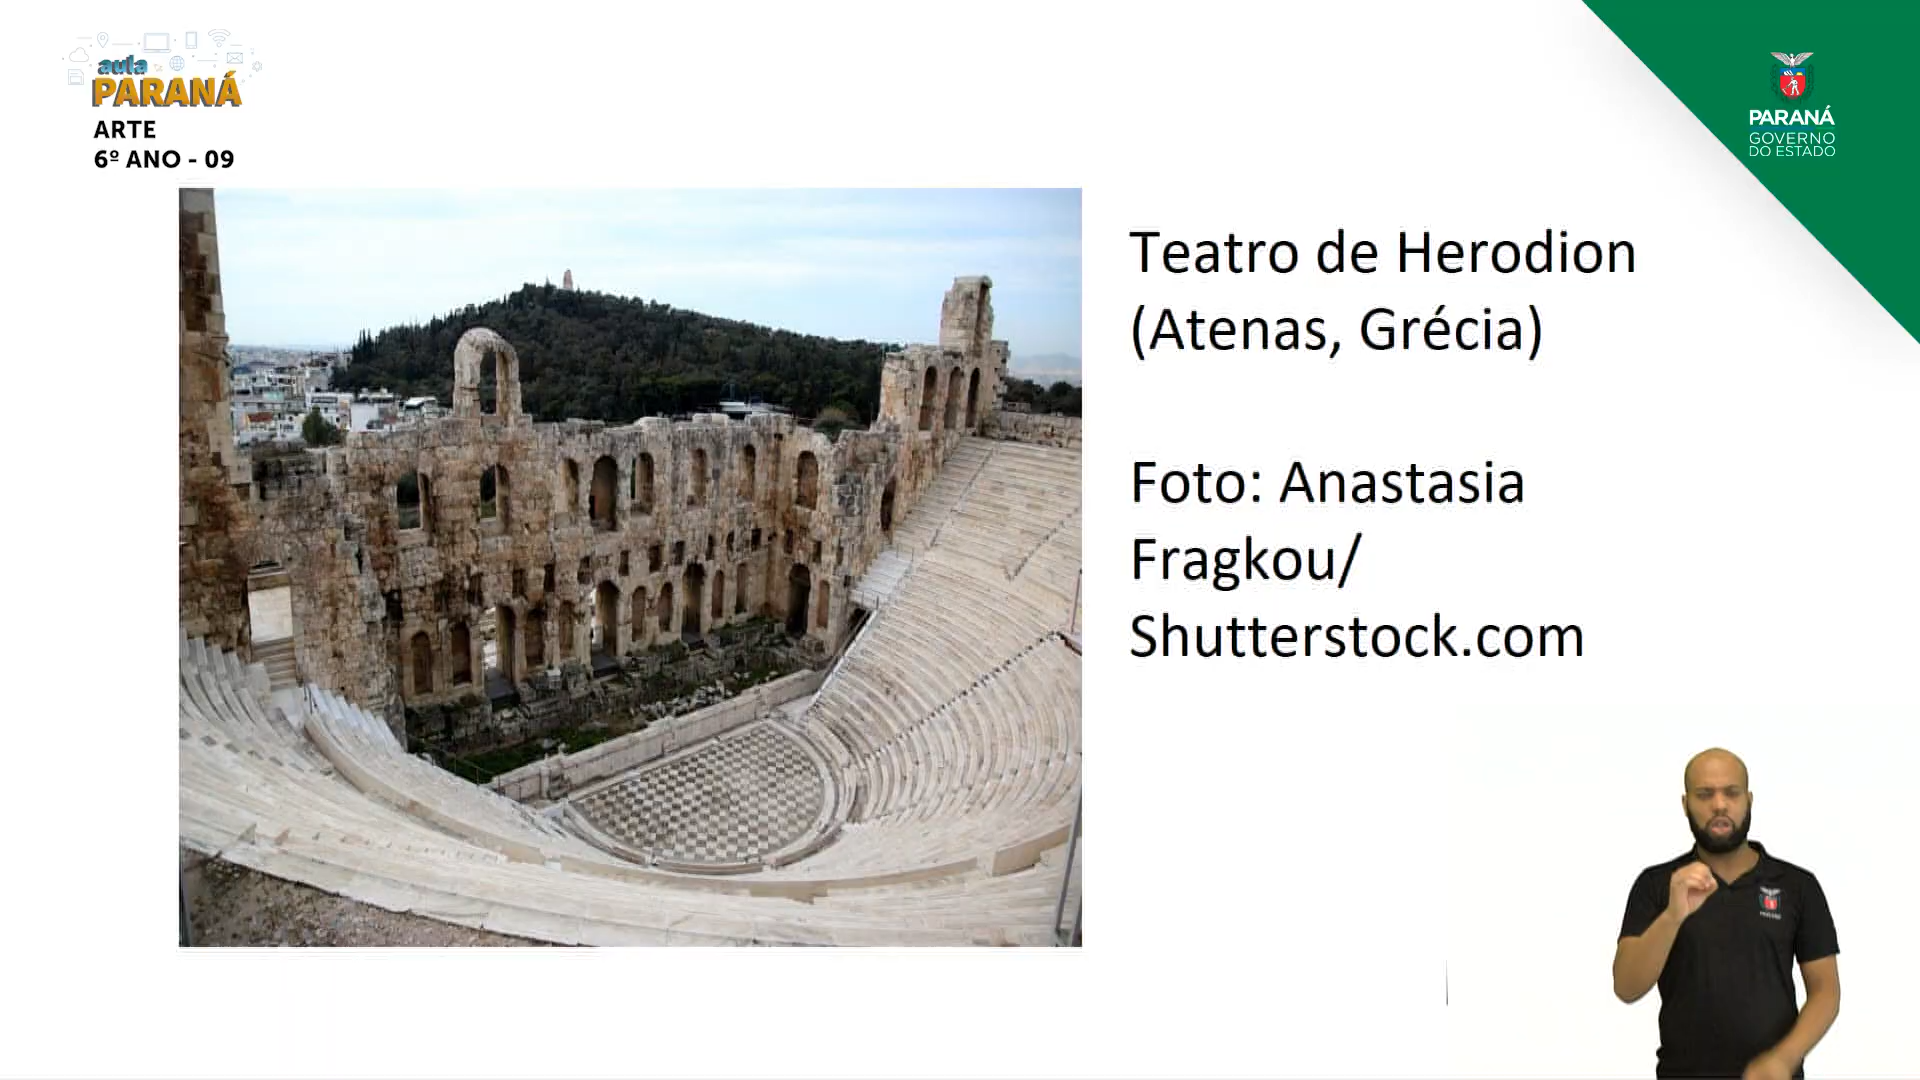 aula
PARANÁ
ARTE
6º ANO - 09
PARANÁ
GOVERNO
DO ESTADO
Teatro de Herodion
(Atenas, Grécia)
Foto: Anastasia
Fragkou/
Shutterstock.com